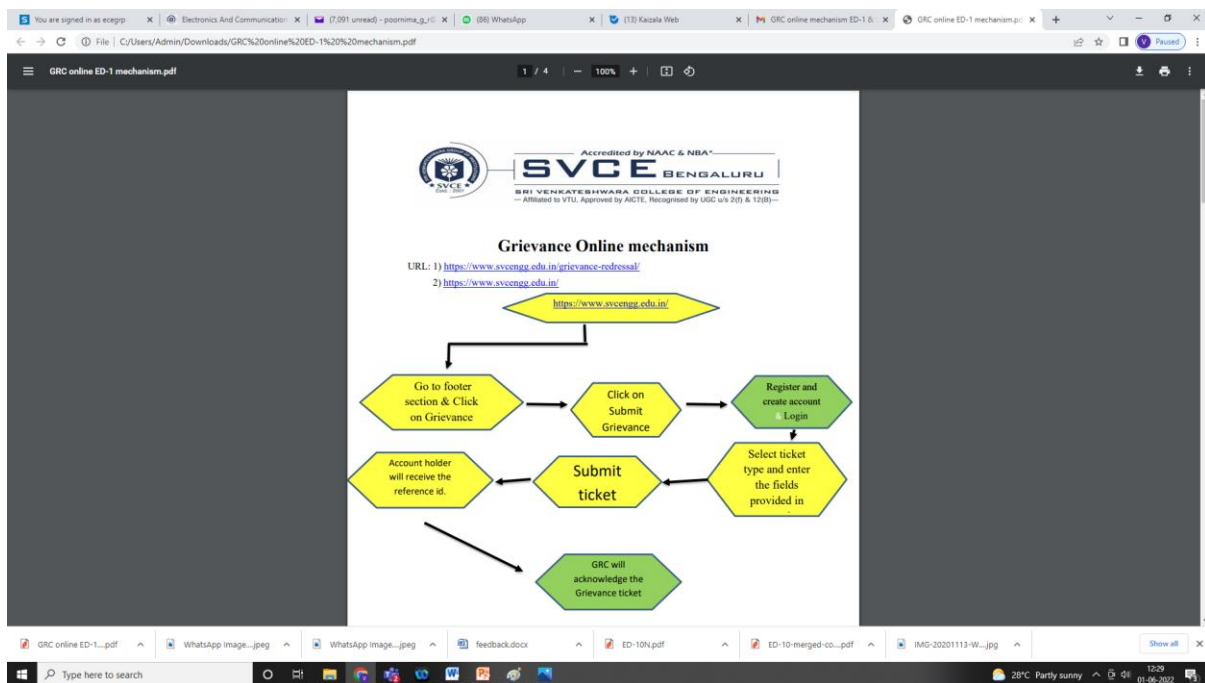 You are signed in as ecegrp
Electronics And Communication
(7,091 unread) - poornima_g_r
(86) WhatsApp
(13) Kaizala Web
GRC online mechanism ED-1 &
GRC online ED-1 mechanism.pc
File | C:/Users/Admin/Downloads/GRC%20online%20ED-1%20%20mechanism.pdf
V Paused
GRC online ED-1 mechanism.pdf
1 / 4
100%
Accredited by NAAC & NBA*
SVCE BENGALURU
SRI VENKATESHWARA COLLEGE OF ENGINEERING
Affiliated to VTU, Approved by AICTE, Recognised by UGC u/s 2(f) & 12(B)
* SVCE *
Grievance Online mechanism
URL: 1) https://www.svcengg.edu.in/grievance-redressal/
2) https://www.svcengg.edu.in/
https://www.svcengg.edu.in/
Go to footer
section & Click
on Grievance
Click on
Submit
Grievance
Register and
create account
& Login
Account holder
will receive the
reference id.
Submit
ticket
Select ticket
type and enter
the fields
provided in
GRC will
acknowledge the
Grievance ticket
GRC online ED-1....pdf
WhatsApp Image....jpeg
WhatsApp Image....jpeg
feedback.docx
ED-10N.pdf
ED-10-merged-co....pdf
IMG-20201113-W....jpg
Show all
Type here to search
28°C Partly sunny
12:29
01-06-2022